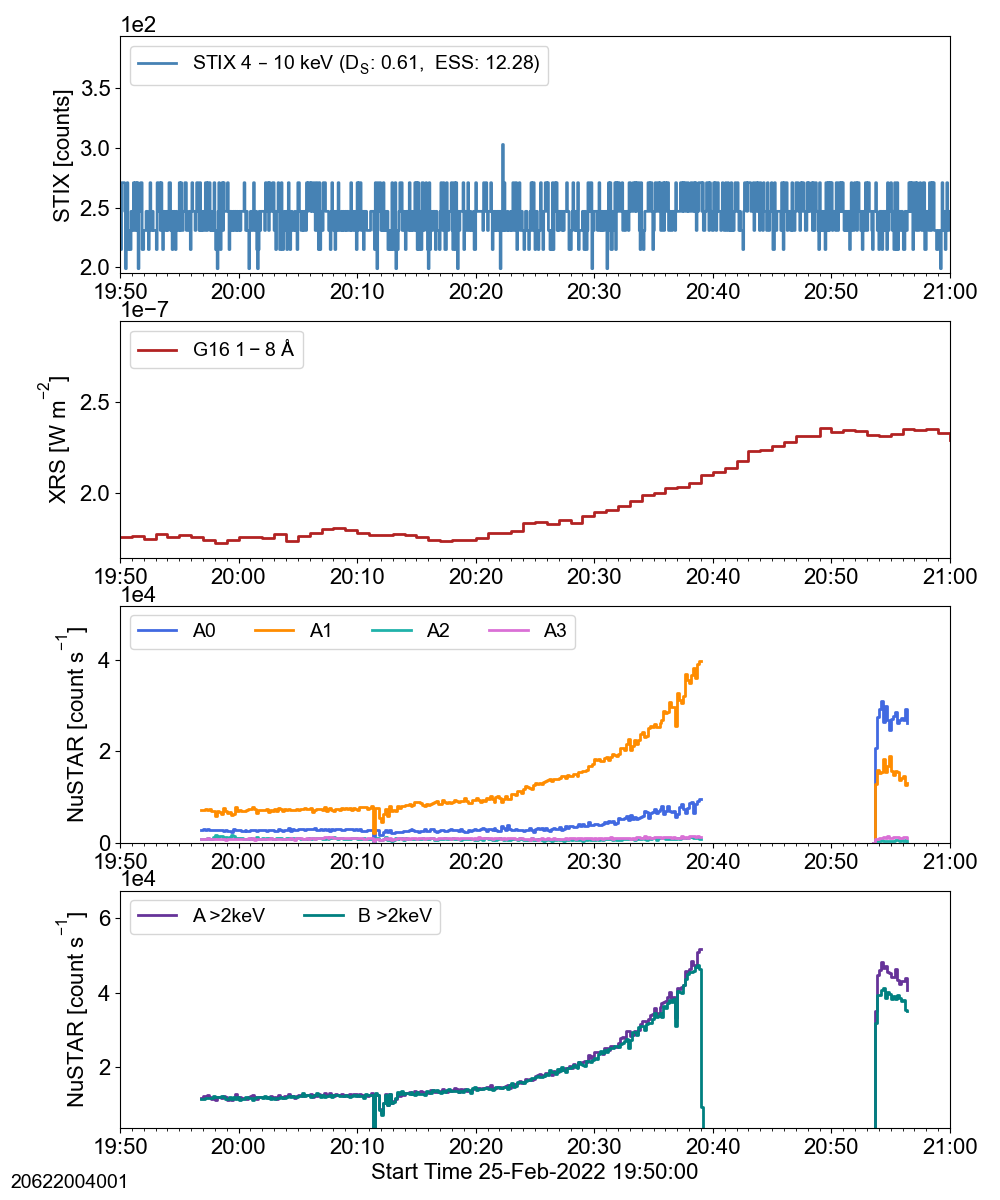 1e2
STIX 4 – 10 keV (D_S: 0.61, ESS: 12.28)
STIX [counts]
3.5
3.0
2.5
2.0
19:50 20:00 20:10 20:20 20:30 20:40 20:50 21:00
1e−7
G16 1 – 8 Å
XRS [W m⁻²]
2.5
2.0
19:50 20:00 20:10 20:20 20:30 20:40 20:50 21:00
1e4
A0 A1 A2 A3
NuSTAR [count s⁻¹]
4
2
0
19:50 20:00 20:10 20:20 20:30 20:40 20:50 21:00
1e4
A >2keV B >2keV
NuSTAR [count s⁻¹]
6
4
2
19:50 20:00 20:10 20:20 20:30 20:40 20:50 21:00
Start Time 25-Feb-2022 19:50:00
20622004001